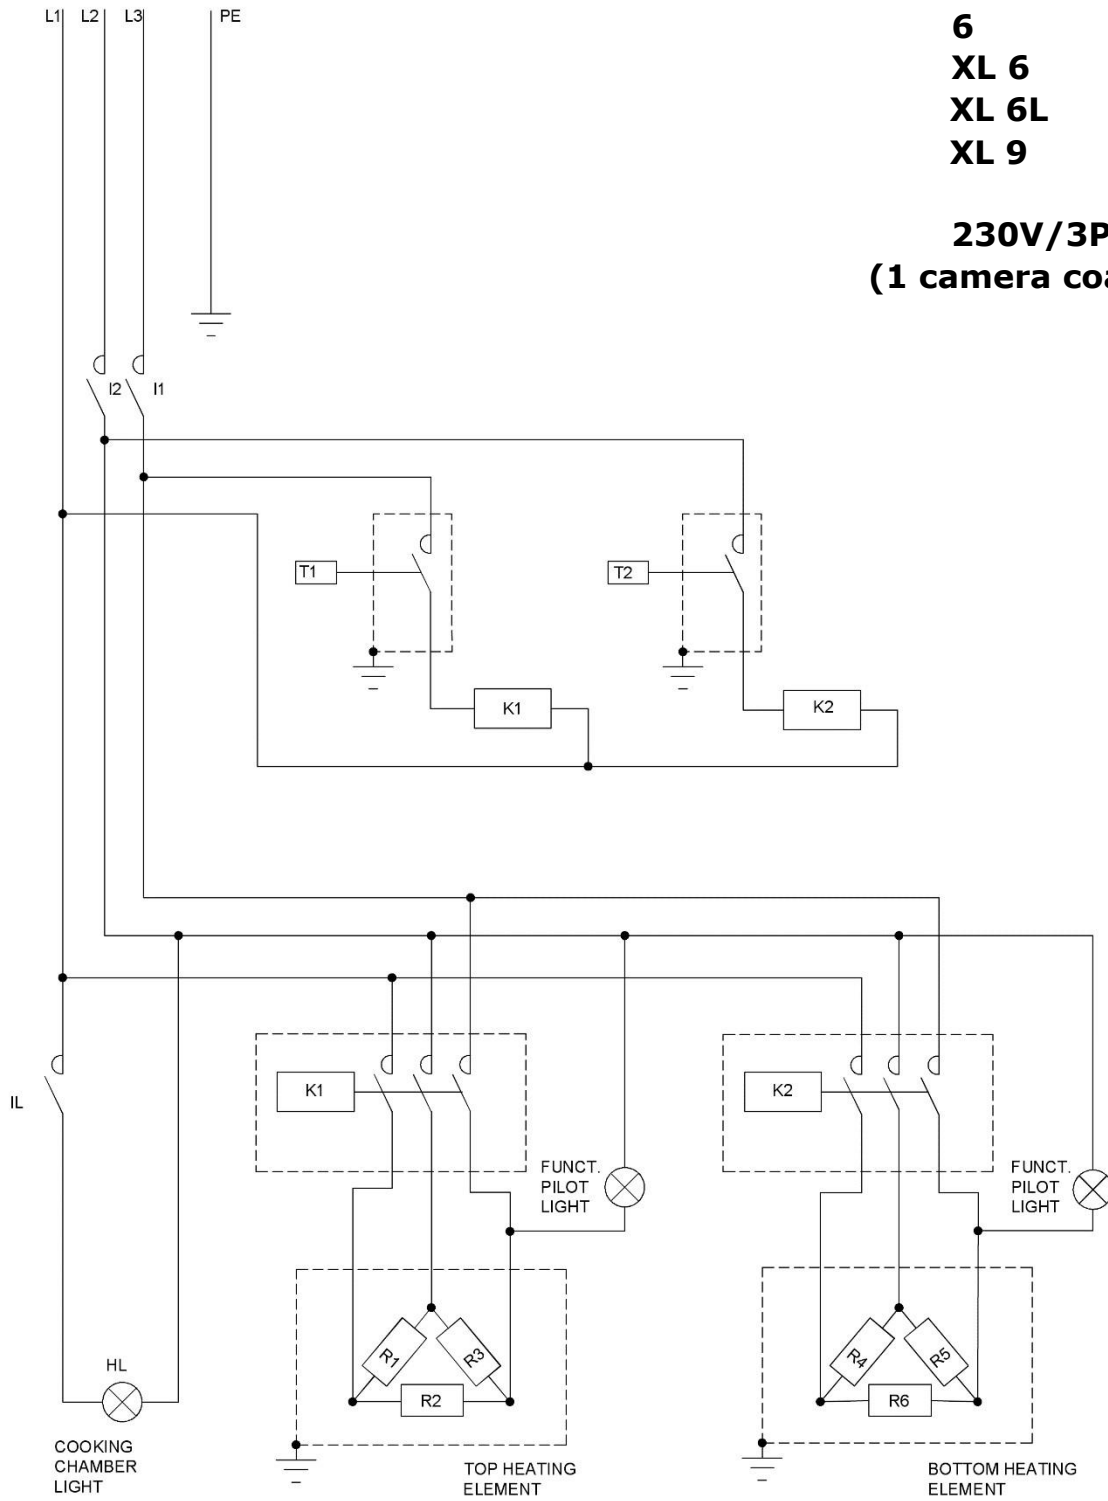 L1 L2 L3 PE
6
XL 6
XL 6L
XL 9
230V/3P
(1 camera
I2 I1
T1 T2
K1 K2
K1 K2
IL
FUNCT.
PILOT
LIGHT
FUNCT.
PILOT
LIGHT
R1 R3
R2
R4 R5
R6
HL
COOKING
CHAMBER
LIGHT
TOP HEATING
ELEMENT
BOTTOM HEATING
ELEMENT